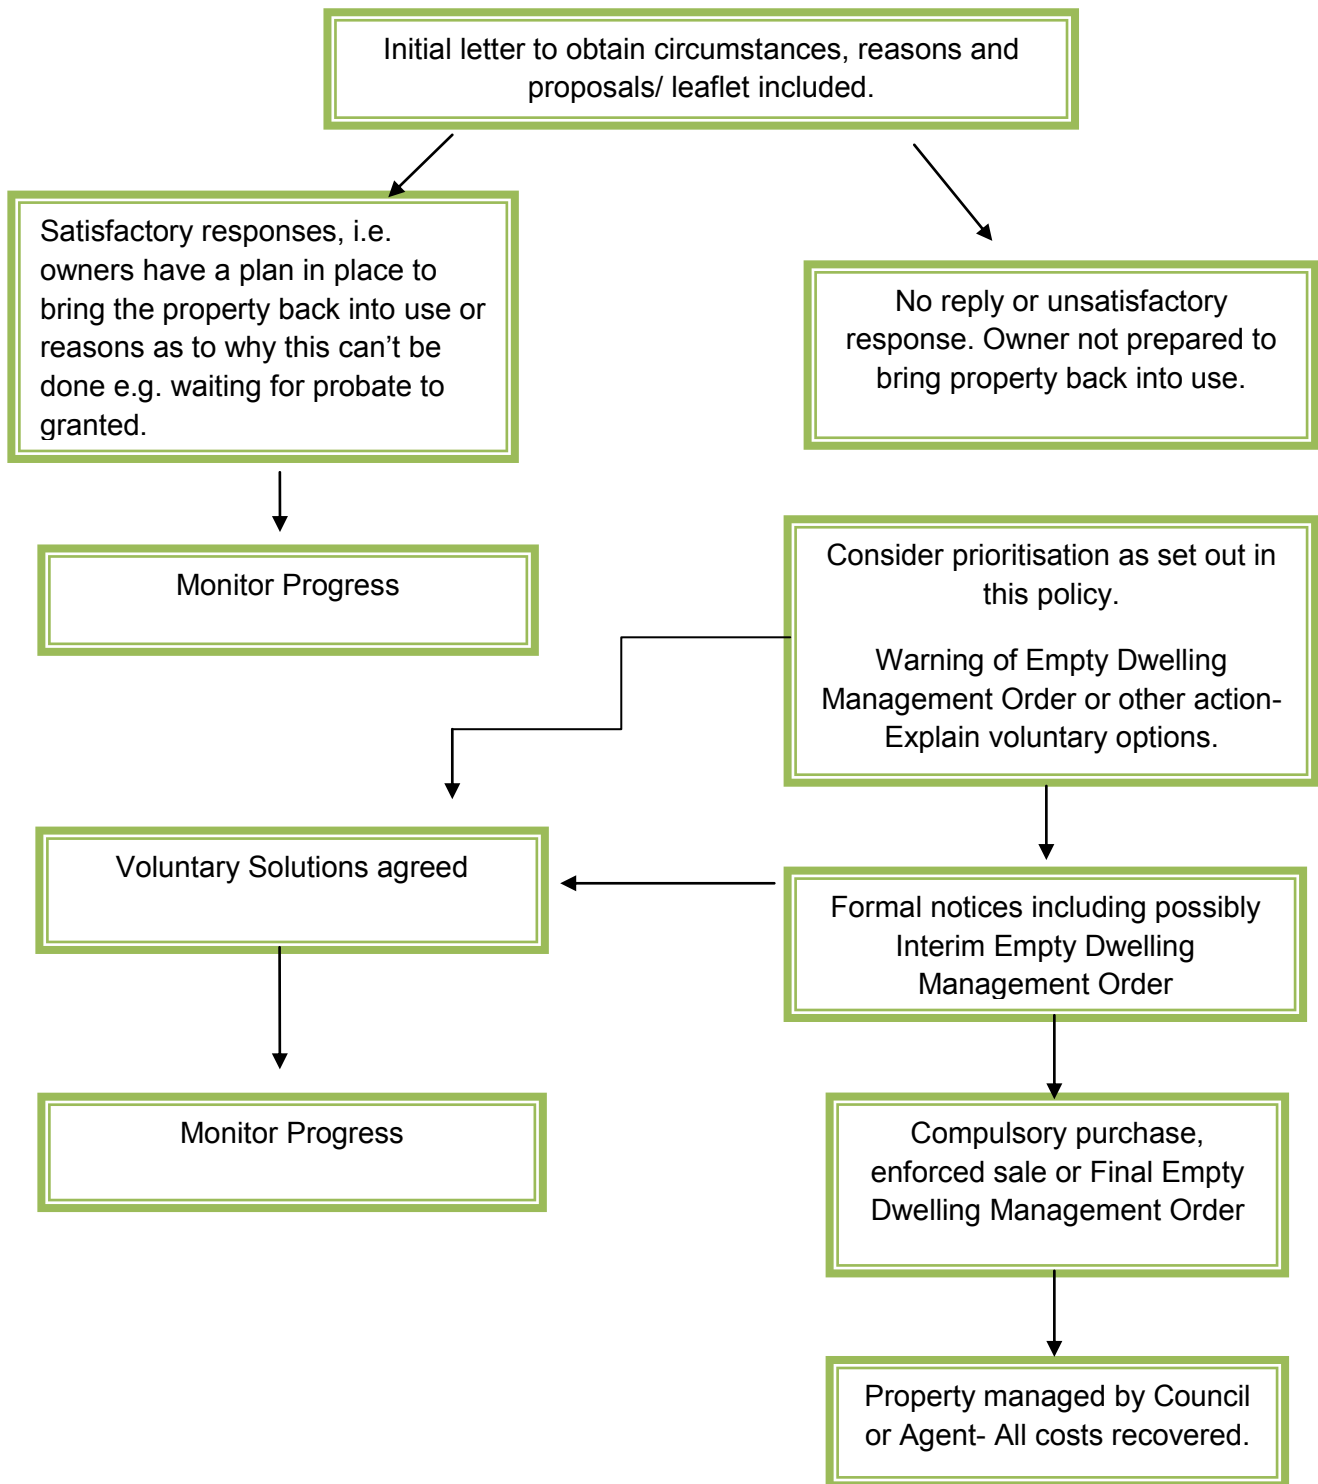 Initial letter to obtain circumstances, reasons and
proposals/ leaflet included.
Satisfactory responses, i.e.
owners have a plan in place to
bring the property back into use or
reasons as to why this can’t be
done e.g. waiting for probate to
granted.
No reply or unsatisfactory
response. Owner not prepared to
bring property back into use.
Monitor Progress
Consider prioritisation as set out in
this policy.
Warning of Empty Dwelling
Management Order or other action-
Explain voluntary options.
Voluntary Solutions agreed
Formal notices including possibly
Interim Empty Dwelling
Management Order
Monitor Progress
Compulsory purchase,
enforced sale or Final Empty
Dwelling Management Order
Property managed by Council
or Agent- All costs recovered.